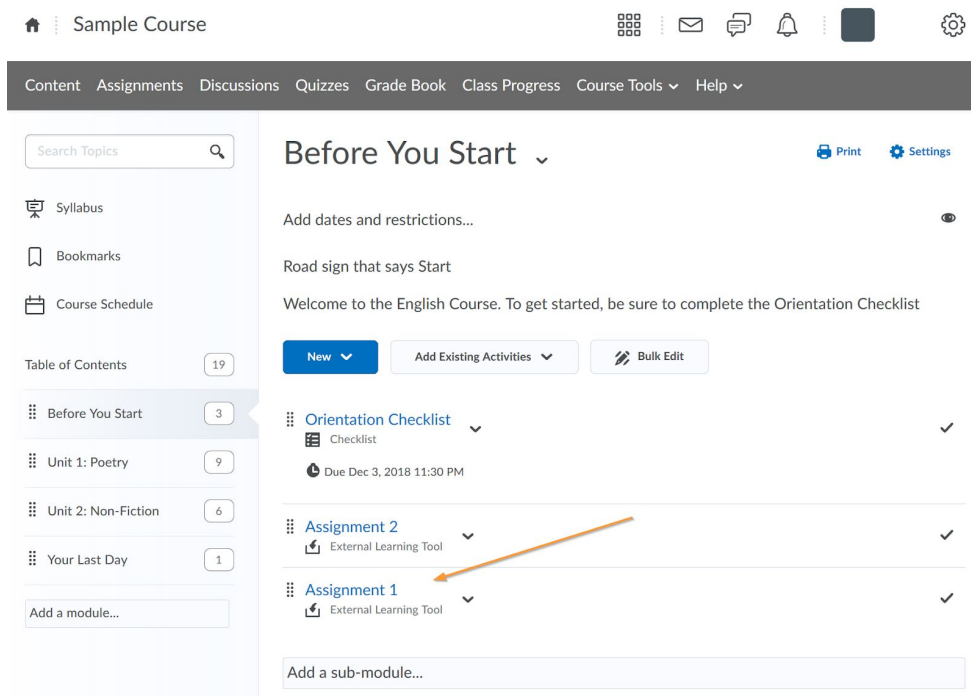 Sample Course
Content Assignments Discussions Quizzes Grade Book Class Progress Course Tools Help
Search Topics
Syllabus
Bookmarks
Course Schedule
Table of Contents 19
Before You Start 3
Unit 1: Poetry 9
Unit 2: Non-Fiction 6
Your Last Day 1
Add a module...
Before You Start
Print Settings
Add dates and restrictions...
Road sign that says Start
Welcome to the English Course. To get started, be sure to complete the Orientation Checklist
New Add Existing Activities Bulk Edit
Orientation Checklist
Checklist
Due Dec 3, 2018 11:30 PM
Assignment 2
External Learning Tool
Assignment 1
External Learning Tool
Add a sub-module...